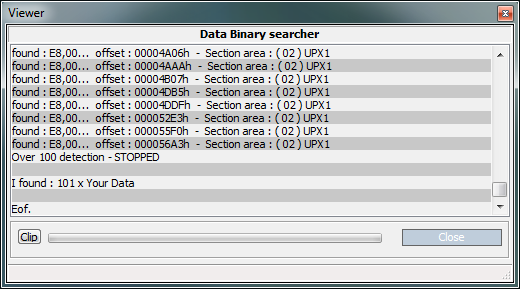 Viewer
Data Binary searcher
found : E8,00... offset : 00004A06h - Section area : ( 02 ) UPX1
found : E8,00... offset : 00004AAAh - Section area : ( 02 ) UPX1
found : E8,00... offset : 00004B07h - Section area : ( 02 ) UPX1
found : E8,00... offset : 00004DB5h - Section area : ( 02 ) UPX1
found : E8,00... offset : 00004DDFh - Section area : ( 02 ) UPX1
found : E8,00... offset : 000052E3h - Section area : ( 02 ) UPX1
found : E8,00... offset : 000055F0h - Section area : ( 02 ) UPX1
found : E8,00... offset : 000056A3h - Section area : ( 02 ) UPX1
Over 100 detection - STOPPED
I found : 101 x Your Data
Eof.
Clip
Close